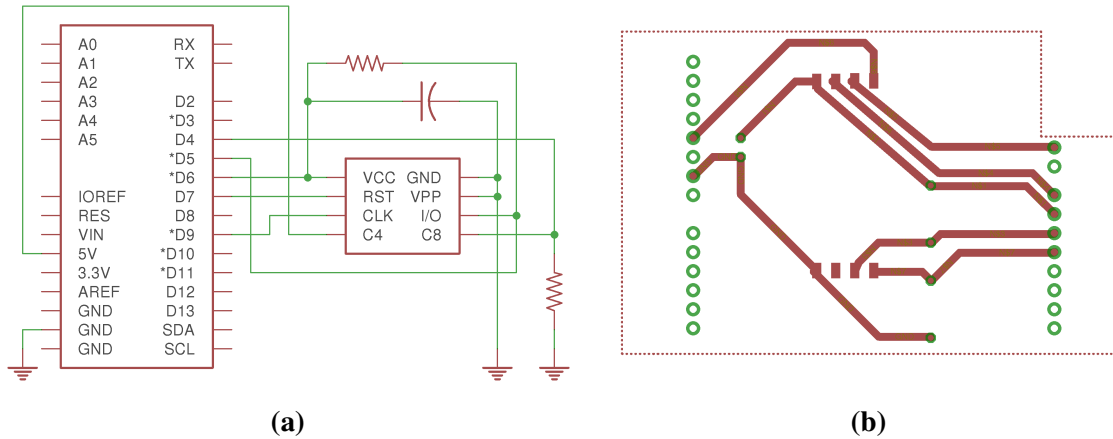 A0 RX
A1 TX
A2
A3 D2
A4 *D3
A5 D4
*D5
*D6
IOREF D7
RES D8
VIN *D9
5V *D10
3.3V *D11
AREF D12
GND D13
GND SDA
GND SCL
VCC GND
RST VPP
CLK I/O
C4 C8
(a)
(b)